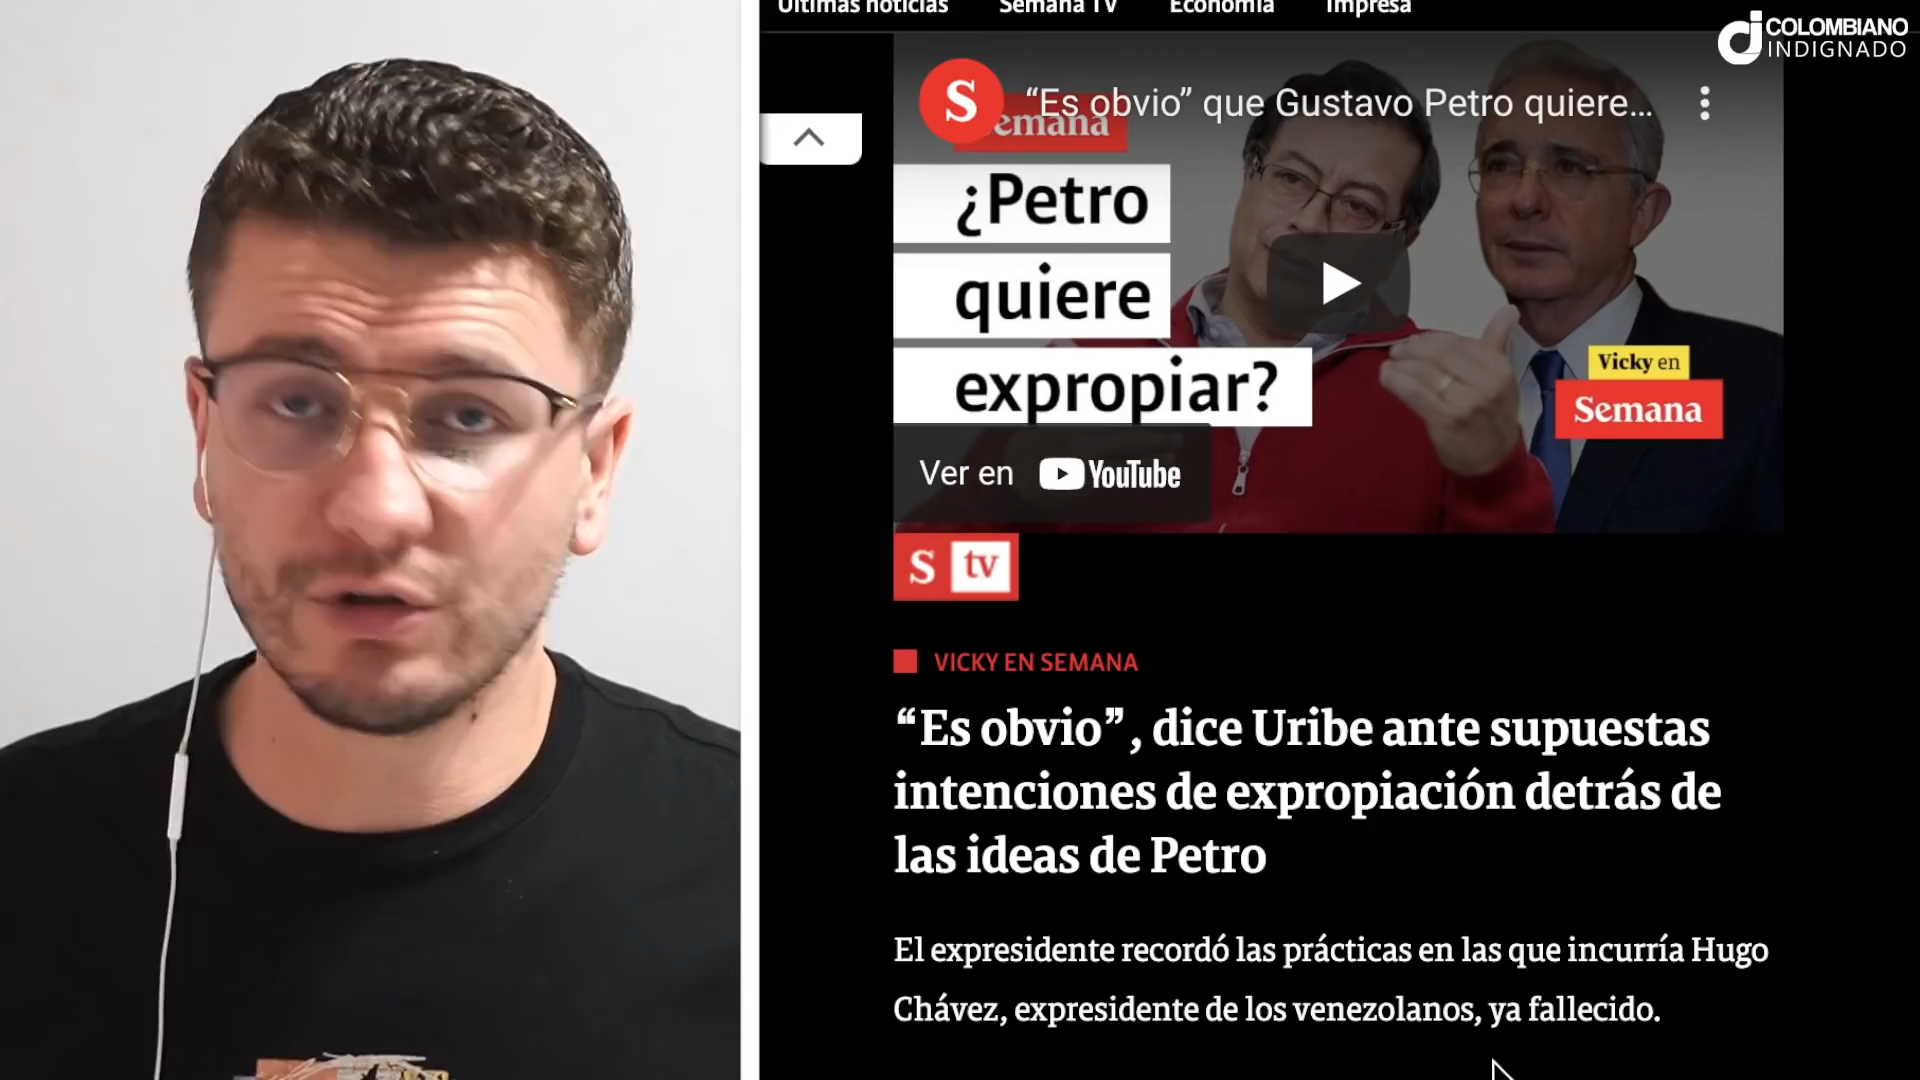 Últimas noticias Semana TV Economía Impresa
COLOMBIANO
INDIGNADO
S “Es obvio” que Gustavo Petro quiere...
Semana
¿Petro
quiere
expropiar?
Vicky en
Semana
Ver en YouTube
S tv
VICKY EN SEMANA
“Es obvio”, dice Uribe ante supuestas
intenciones de expropiación detrás de
las ideas de Petro
El expresidente recordó las prácticas en las que incurría Hugo
Chávez, expresidente de los venezolanos, ya fallecido.